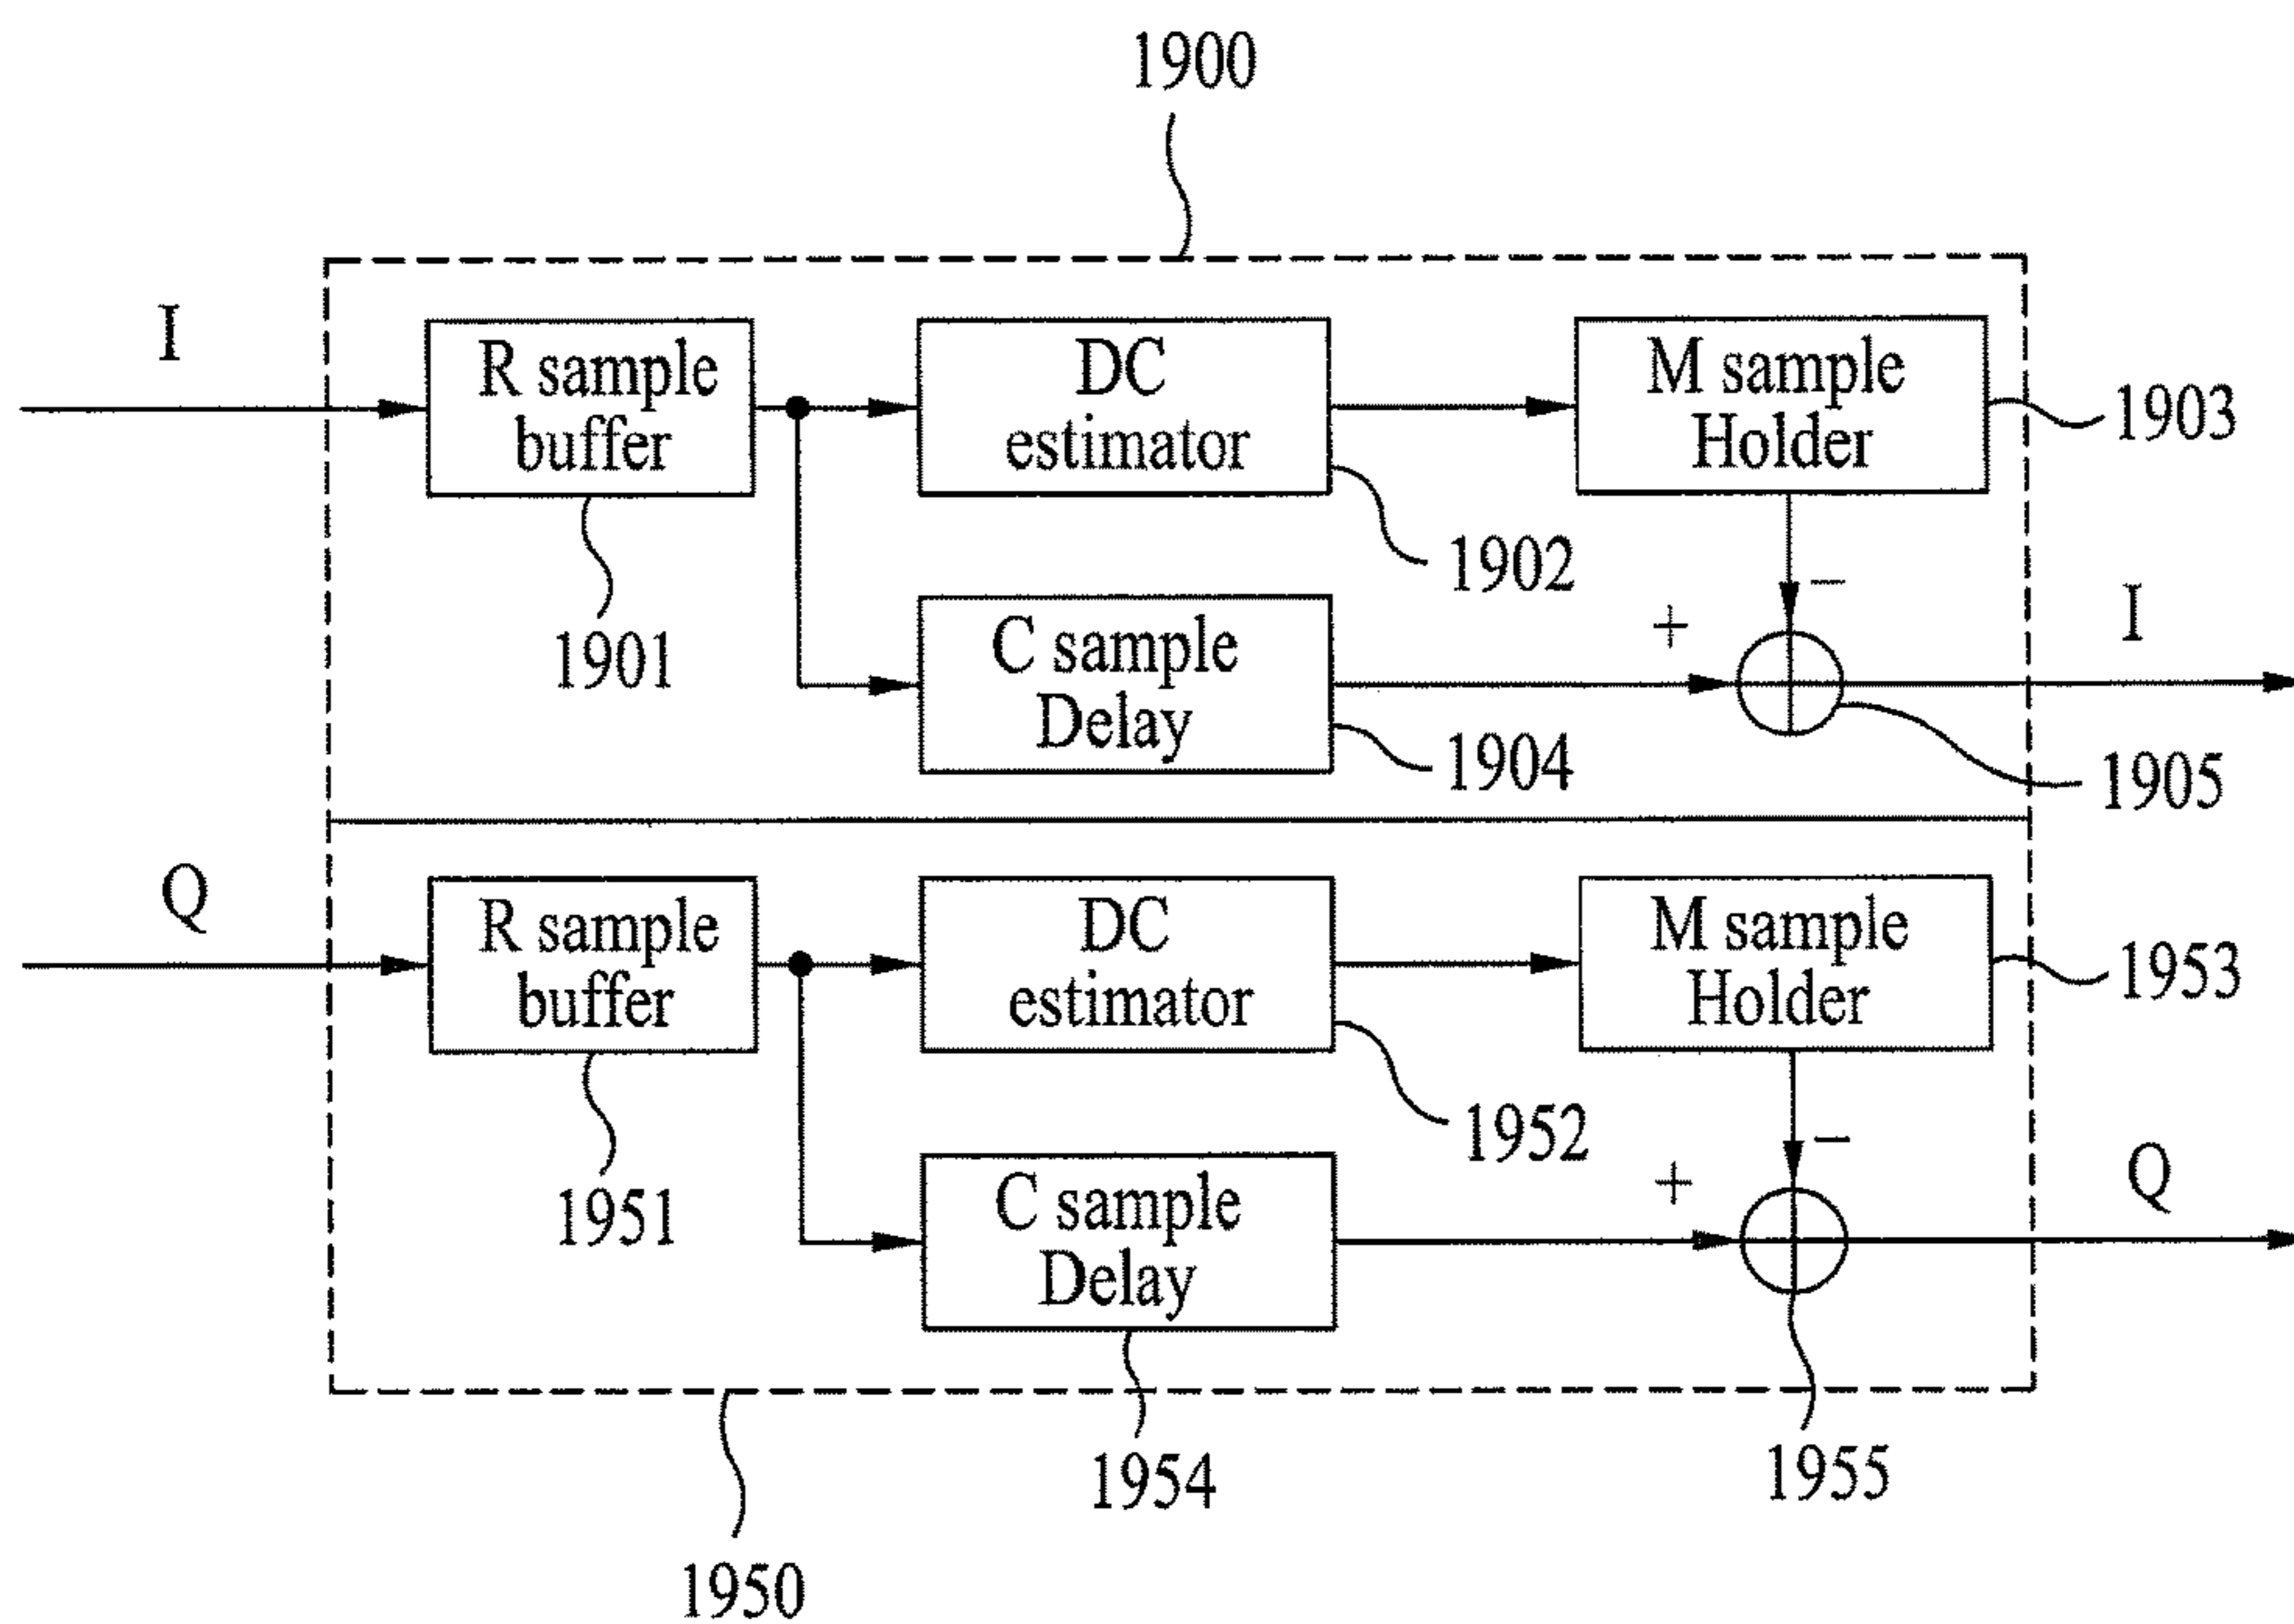 1900
I
R sample
buffer
DC
estimator
M sample
Holder
1903
1902
–
+
I
1901
C sample
Delay
1904
1905
Q
R sample
buffer
DC
estimator
M sample
Holder
1953
1952
–
+
Q
1951
C sample
Delay
1954
1955
1950